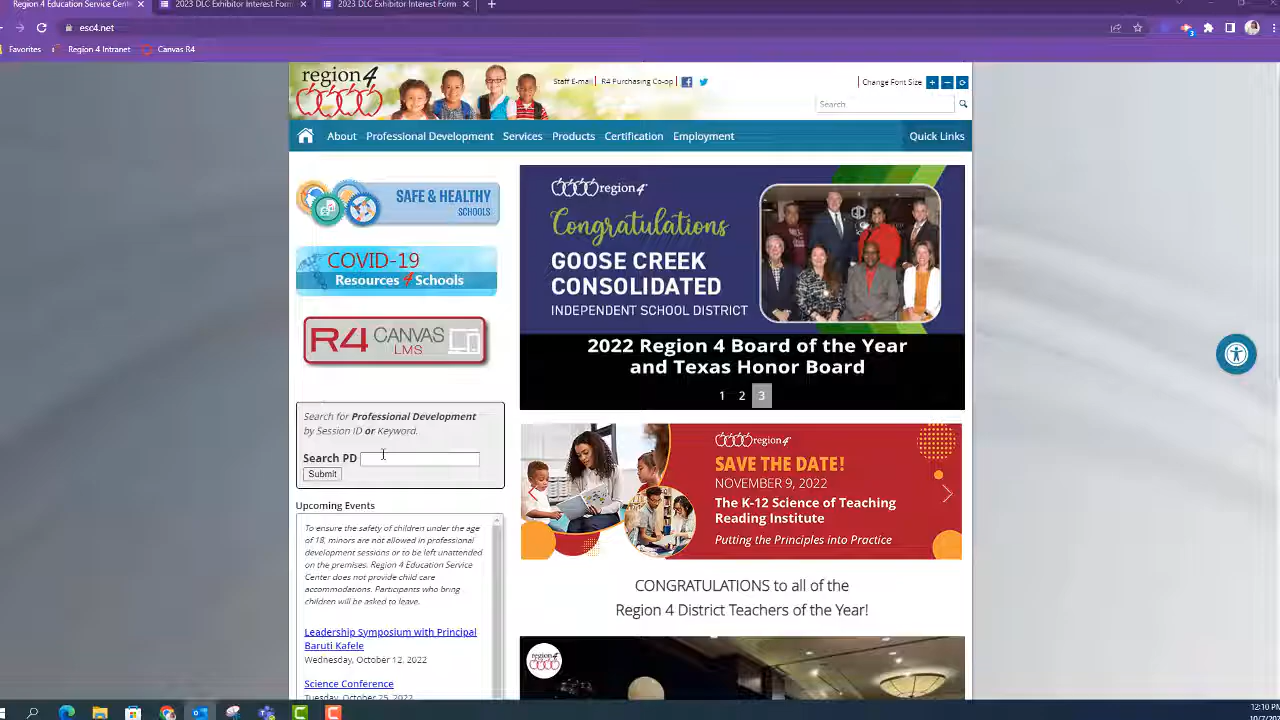 Region 4 Education Service Cent
2023 DLC Exhibitor Interest Form
2023 DLC Exhibitor Interest Form
esc4.net
Favorites
Region 4 Intranet
Canvas R4
region 4
Staff E-mail
R4 Purchasing Co-op
Change Font Size
Search
About
Professional Development
Services
Products
Certification
Employment
Quick Links
SAFE & HEALTHY
SCHOOLS
COVID-19
Resources 4 Schools
R4 CANVAS
LMS
Search for Professional Development
by Session ID or Keyword.
Search PD
Submit
Upcoming Events
To ensure the safety of children under the age
of 18, minors are not allowed in professional
development sessions or to be left unattended
on the premises. Region 4 Education Service
Center does not provide child care
accommodations. Participants who bring
children will be asked to leave.
Leadership Symposium with Principal
Baruti Kafele
Wednesday, October 12, 2022
Science Conference
Tuesday, October 25, 2022
region4
Congratulations
GOOSE CREEK
CONSOLIDATED
INDEPENDENT SCHOOL DISTRICT
2022 Region 4 Board of the Year
and Texas Honor Board
1 2 3
region4
SAVE THE DATE!
NOVEMBER 9, 2022
The K-12 Science of Teaching
Reading Institute
Putting the Principles into Practice
CONGRATULATIONS to all of the
Region 4 District Teachers of the Year!
region 4
12:10 PM